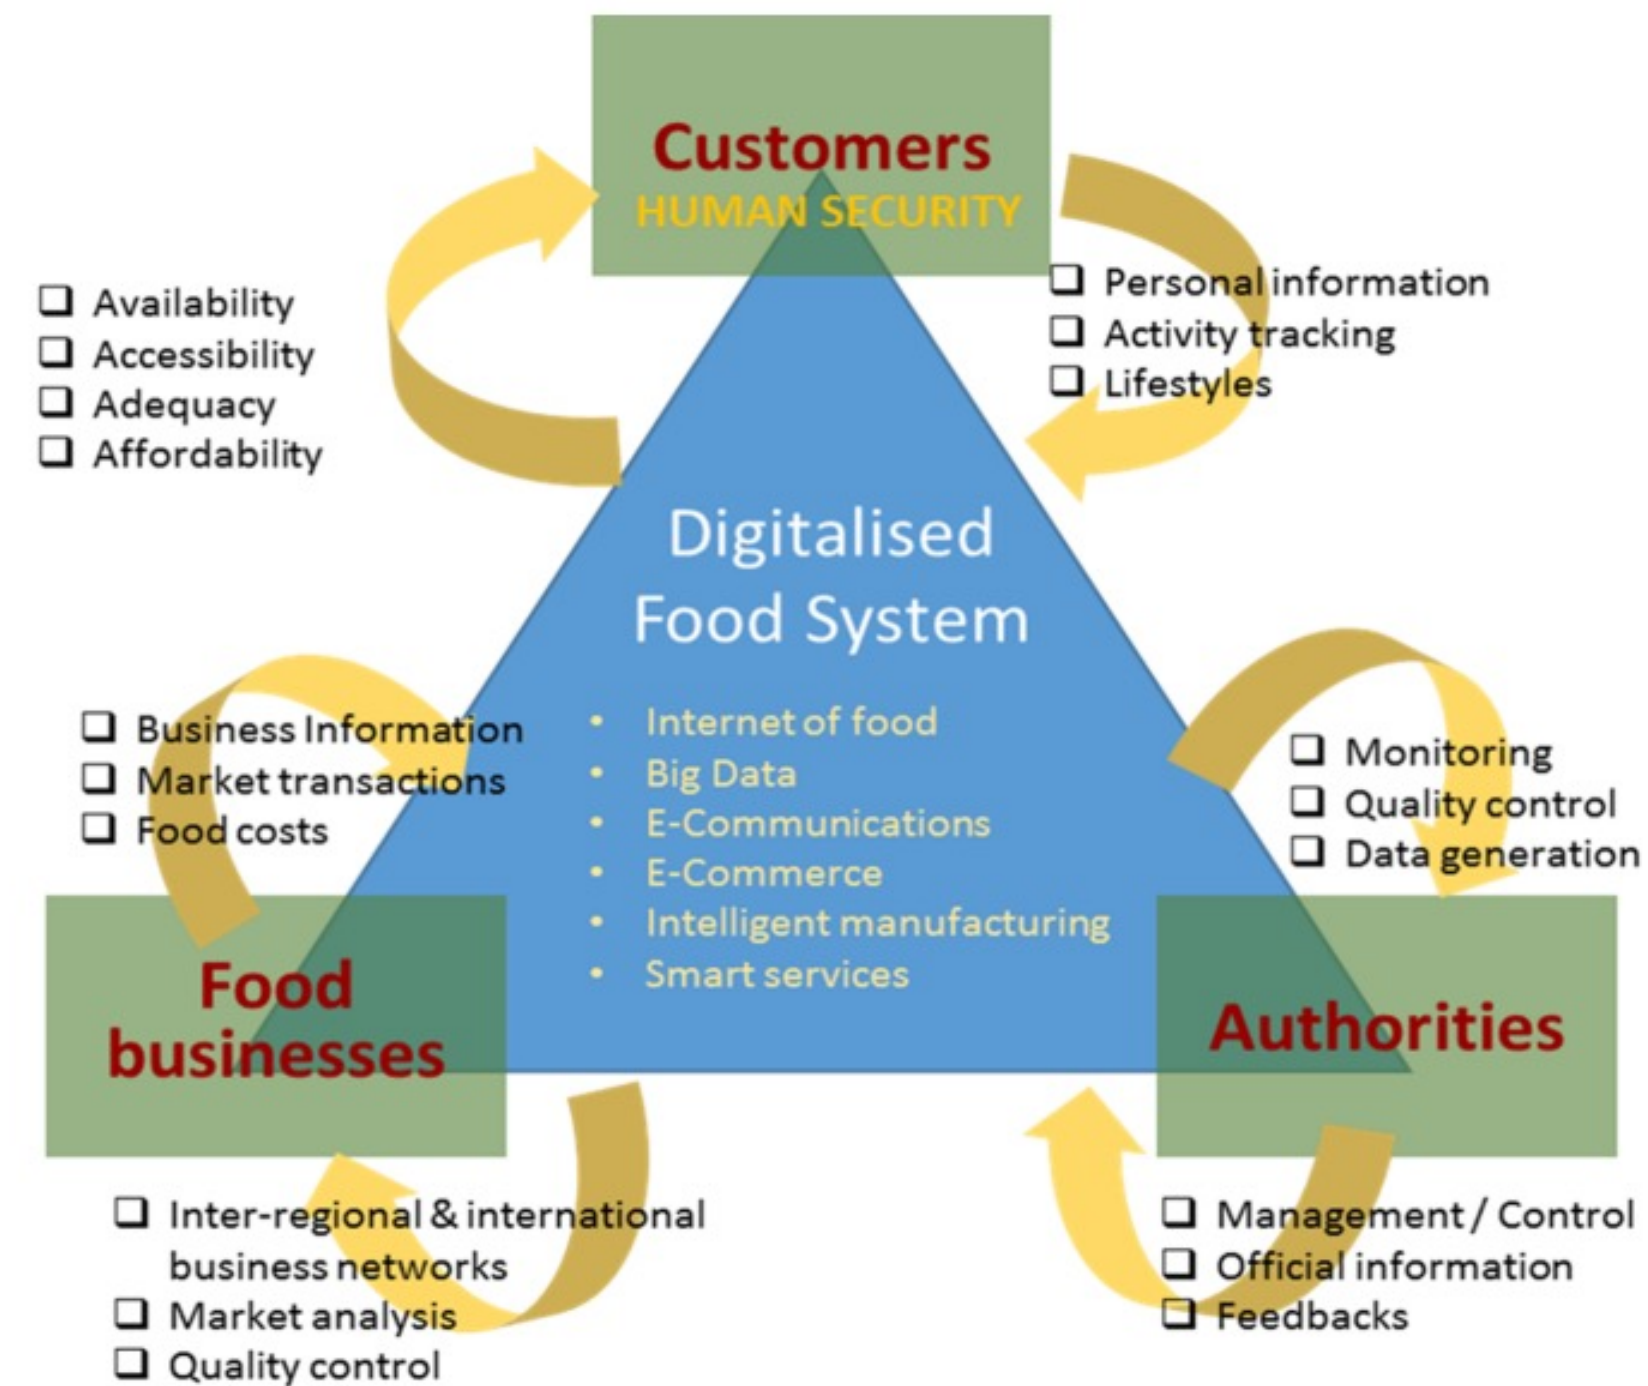 Customers
HUMAN SECURITY
❑ Availability
❑ Accessibility
❑ Adequacy
❑ Affordability
❑ Personal information
❑ Activity tracking
❑ Lifestyles
Digitalised
Food System
• Internet of food
• Big Data
• E-Communications
• E-Commerce
• Intelligent manufacturing
• Smart services
❑ Business Information
❑ Market transactions
❑ Food costs
❑ Monitoring
❑ Quality control
❑ Data generation
Food
businesses
Authorities
❑ Inter-regional & international
business networks
❑ Market analysis
❑ Quality control
❑ Management / Control
❑ Official information
❑ Feedbacks